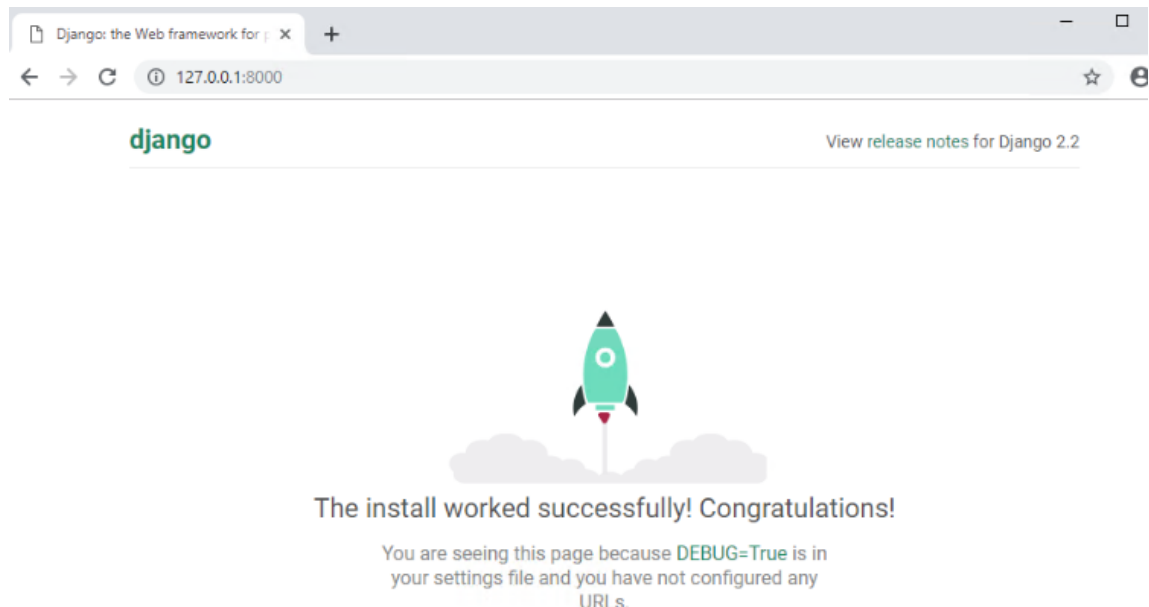 Django: the Web framework for p
127.0.0.1:8000
django
View release notes for Django 2.2
The install worked successfully! Congratulations!
You are seeing this page because DEBUG=True is in
your settings file and you have not configured any
URLs.